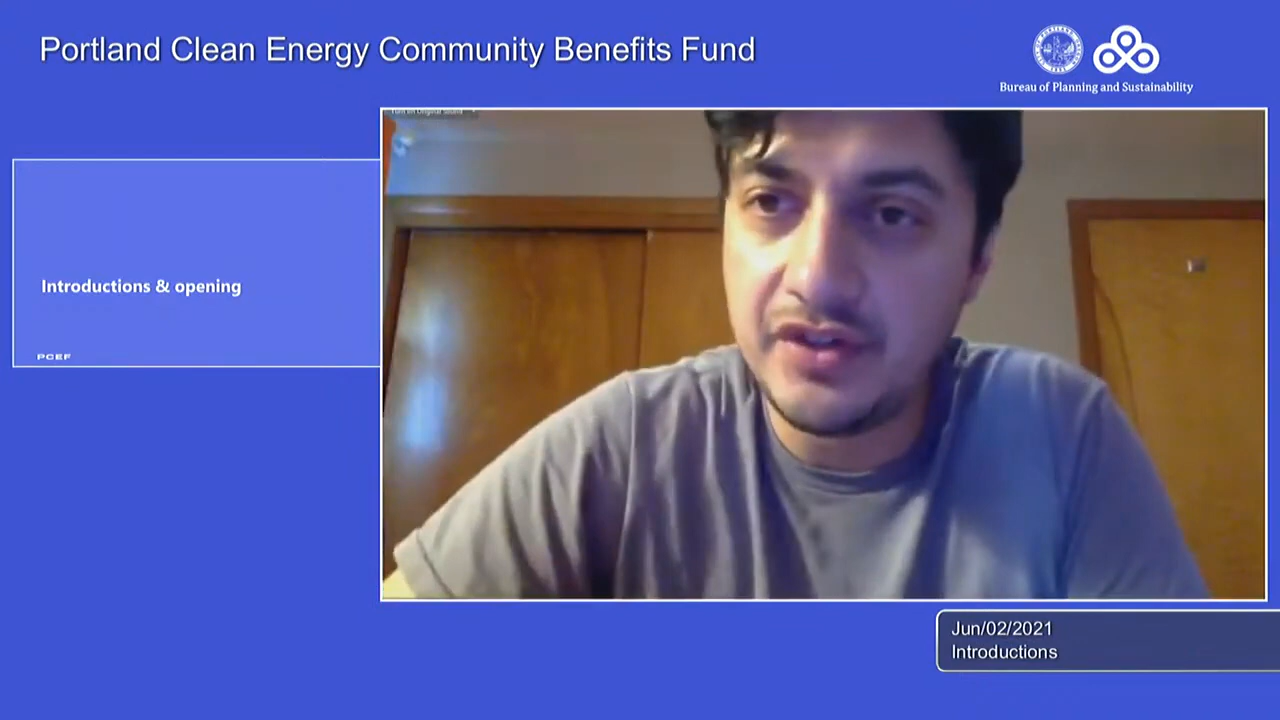 Portland Clean Energy Community Benefits Fund
Bureau of Planning and Sustainability
Introductions & opening
PCEF
Jun/02/2021
Introductions